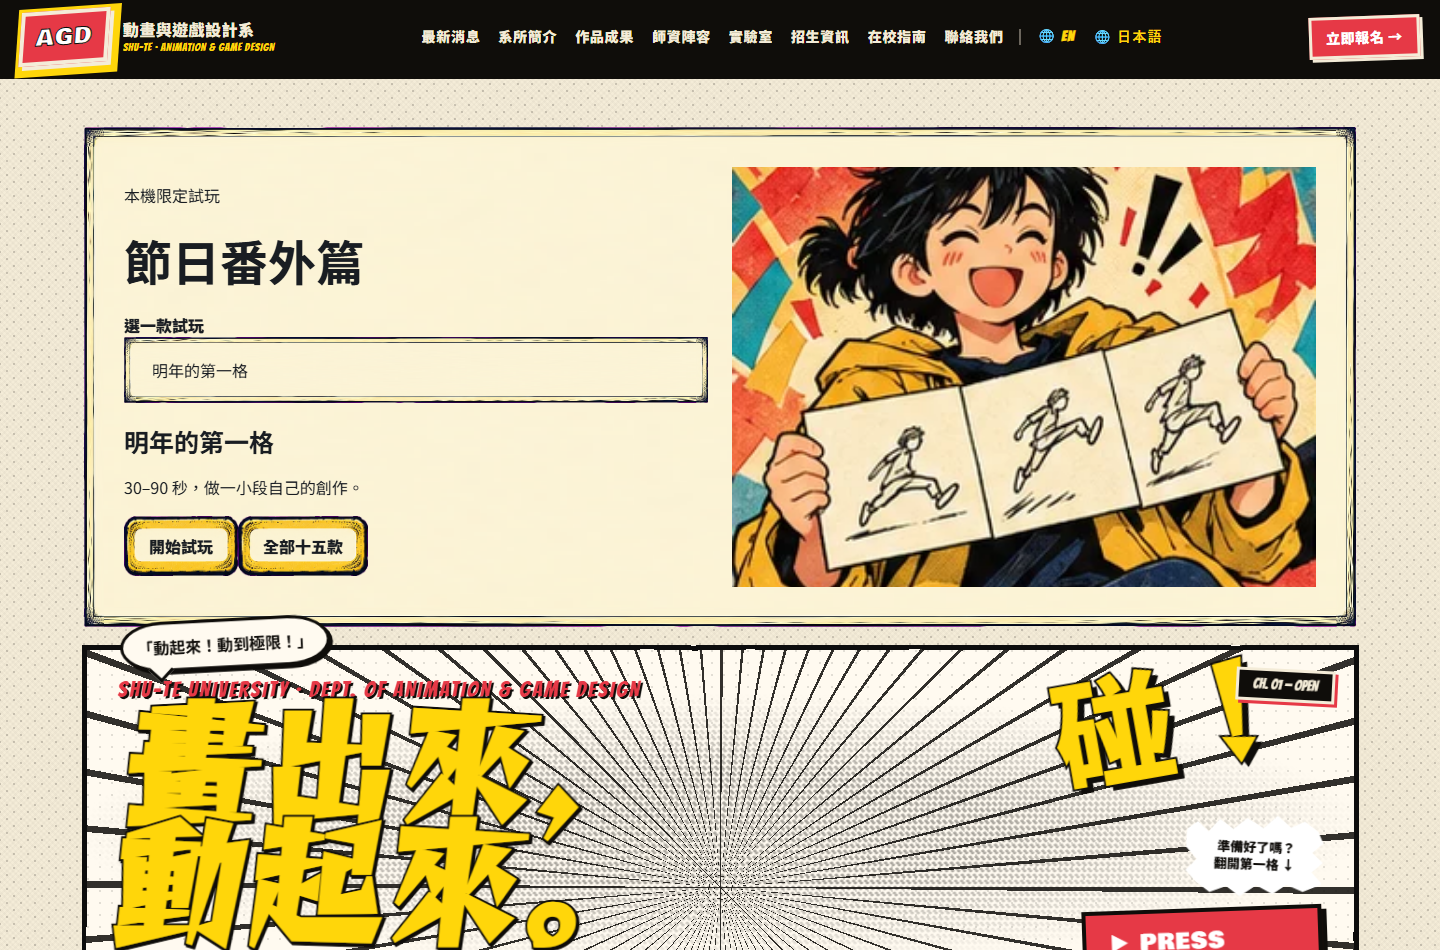 AGD
動畫與遊戲設計系
SHU-TE · ANIMATION & GAME DESIGN
最新消息 系所簡介 作品成果 師資陣容 實驗室 招生資訊 在校指南 聯絡我們 | EN 日本語
立即報名 →
本機限定試玩
節日番外篇
選一款試玩
明年的第一格
明年的第一格
30–90 秒，做一小段自己的創作。
開始試玩 全部十五款
「動起來！動到極限！」
SHU-TE UNIVERSITY · DEPT. OF ANIMATION & GAME DESIGN
畫出來，
動起來。
碰！
CH. 01 — OPEN
準備好了嗎？
翻開第一格 ↓
▶ PRESS